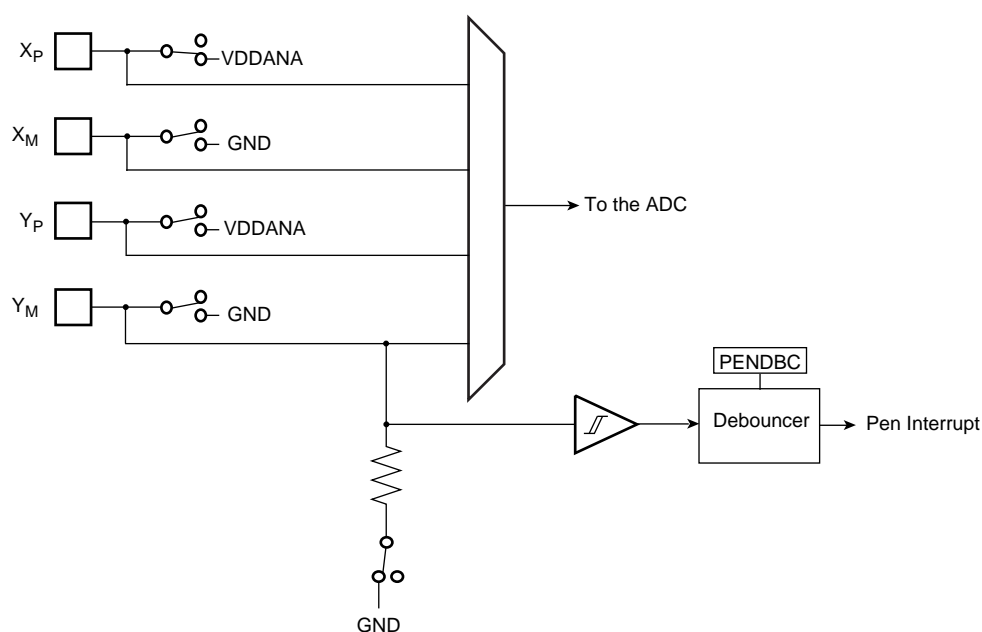 XP
VDDANA
XM
GND
YP
VDDANA
To the ADC
YM
GND
PENDBC
Debouncer
Pen Interrupt
GND